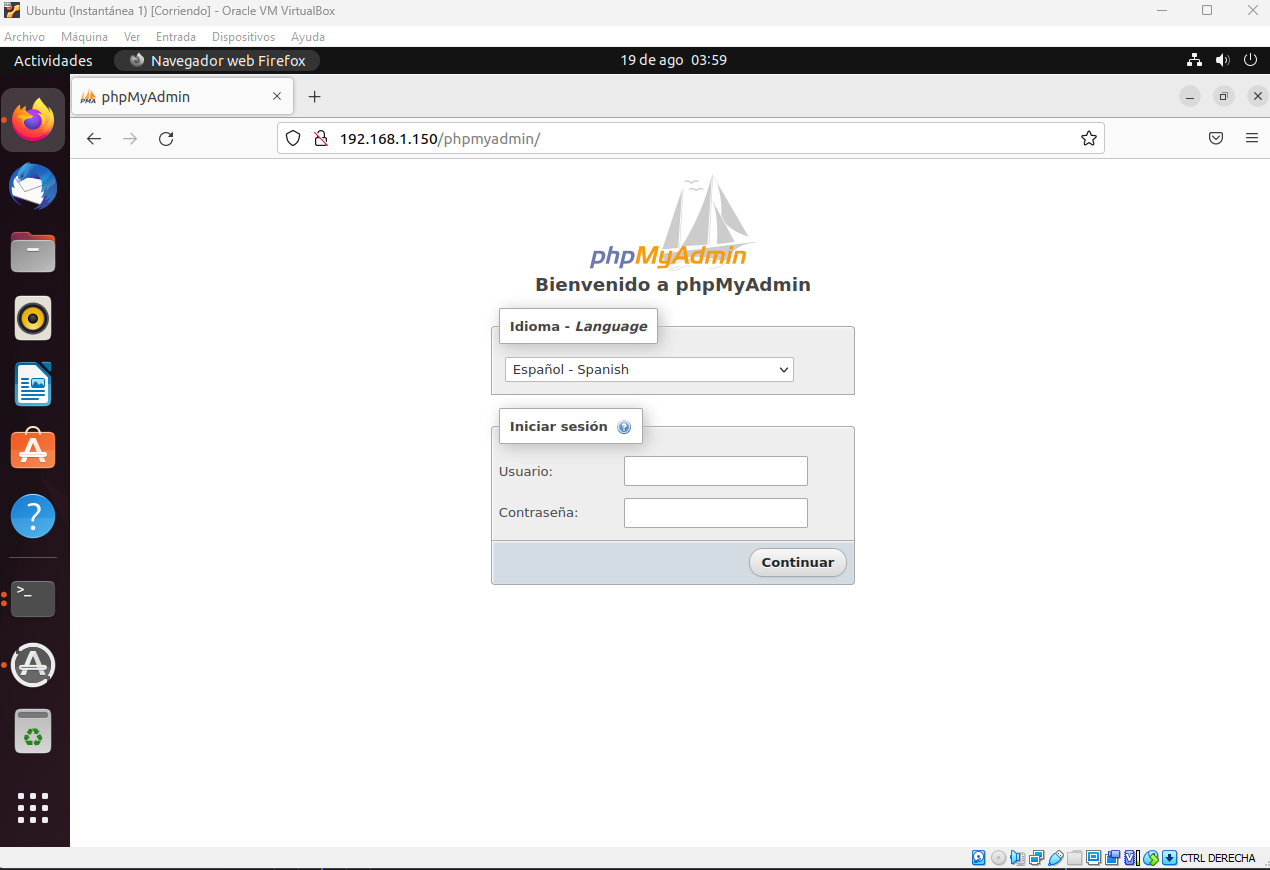 Ubuntu (Instantánea 1) [Corriendo] - Oracle VM VirtualBox
Archivo Máquina Ver Entrada Dispositivos Ayuda
Actividades Navegador web Firefox 19 de ago 03:59
PMA phpMyAdmin
192.168.1.150/phpmyadmin/
phpMyAdmin
Bienvenido a phpMyAdmin
Idioma - Language
Español - Spanish
Iniciar sesión
Usuario:
Contraseña:
Continuar
CTRL DERECHA